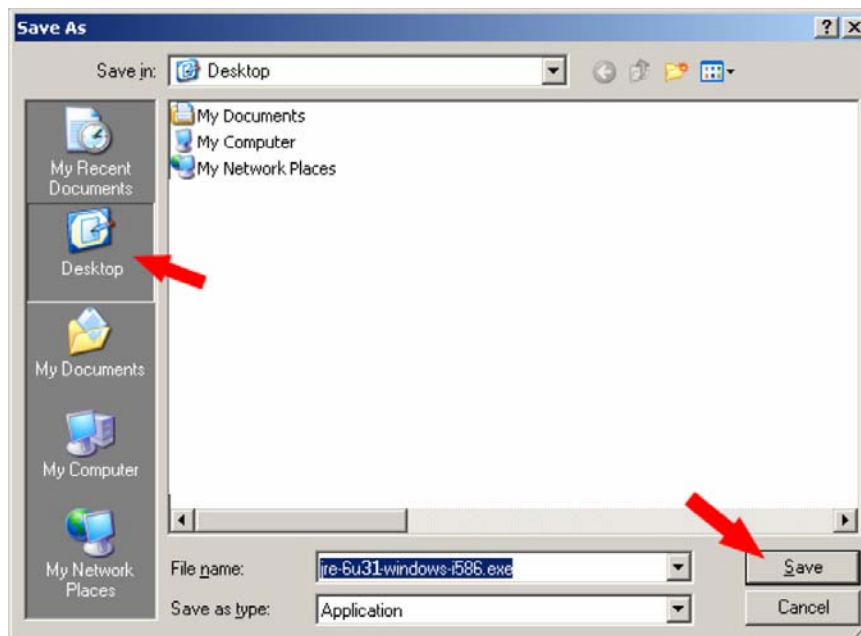 Save As
Save in:
Desktop
My Documents
My Computer
My Network Places
My Recent
Documents
Desktop
My Documents
My Computer
My Network
Places
File name:
jre-6u31-windows-i586.exe
Save
Save as type:
Application
Cancel